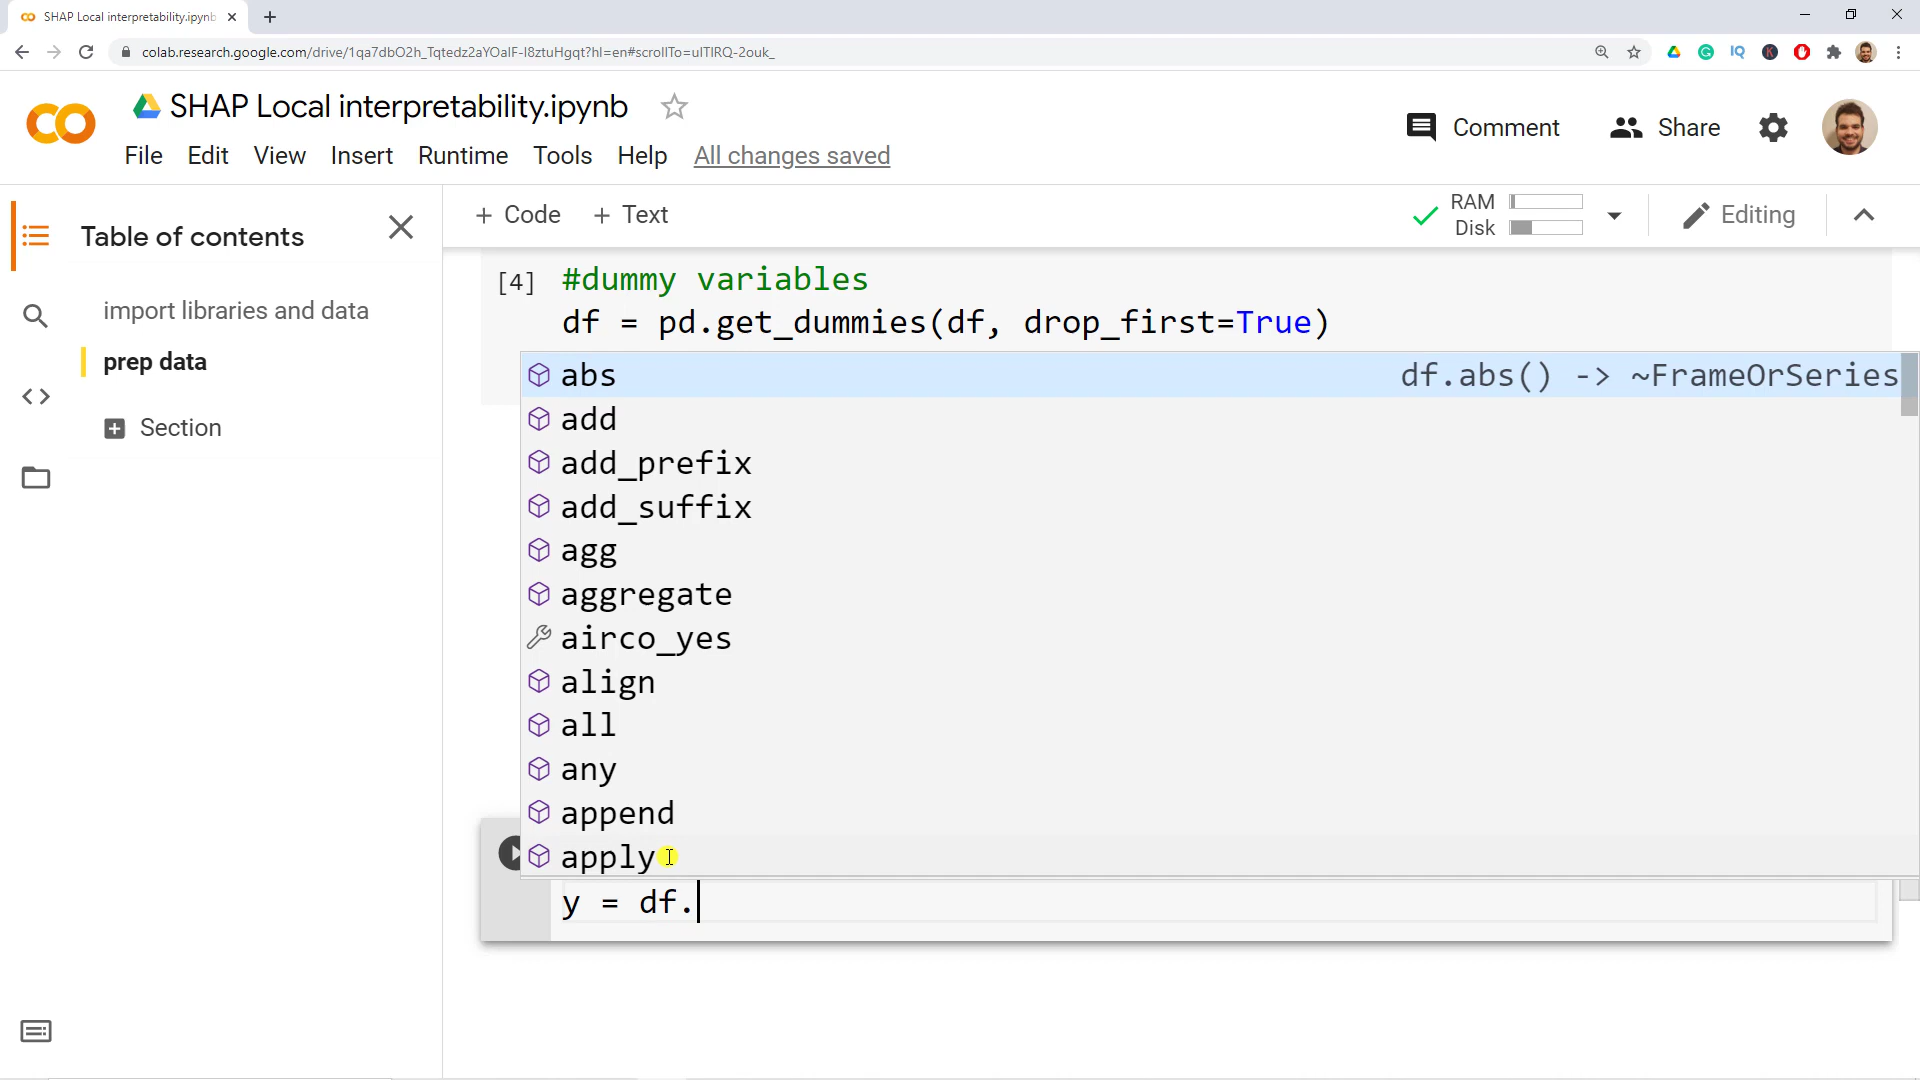 SHAP Local interpretability.ipynb
colab.research.google.com/drive/1qa7dbO2h_Tqtedz2aYOalF-I8ztuHgqt?hl=en#scrollTo=ulTlRQ-2ouk_
SHAP Local interpretability.ipynb
Comment
Share
File Edit View Insert Runtime Tools Help All changes saved
Table of contents
import libraries and data
prep data
Section
+ Code + Text
RAM
Disk
Editing
[4] #dummy variables
df = pd.get_dummies(df, drop_first=True)
abs df.abs() -> ~FrameOrSeries
add
add_prefix
add_suffix
agg
aggregate
airco_yes
align
all
any
append
apply
y = df.